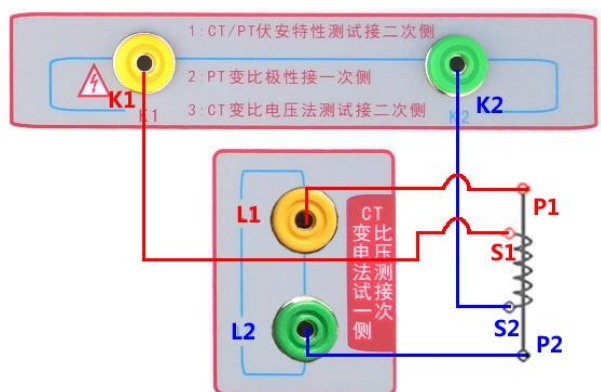 1:CT/PT伏安特性测试接二次侧
2:PT变比极性接一次侧
3:CT变比电压法测试接二次侧
K1
K1
K2
K2
L1
L2
CT
变比
电压
法测
试接
一次
侧
P1
S1
S2
P2